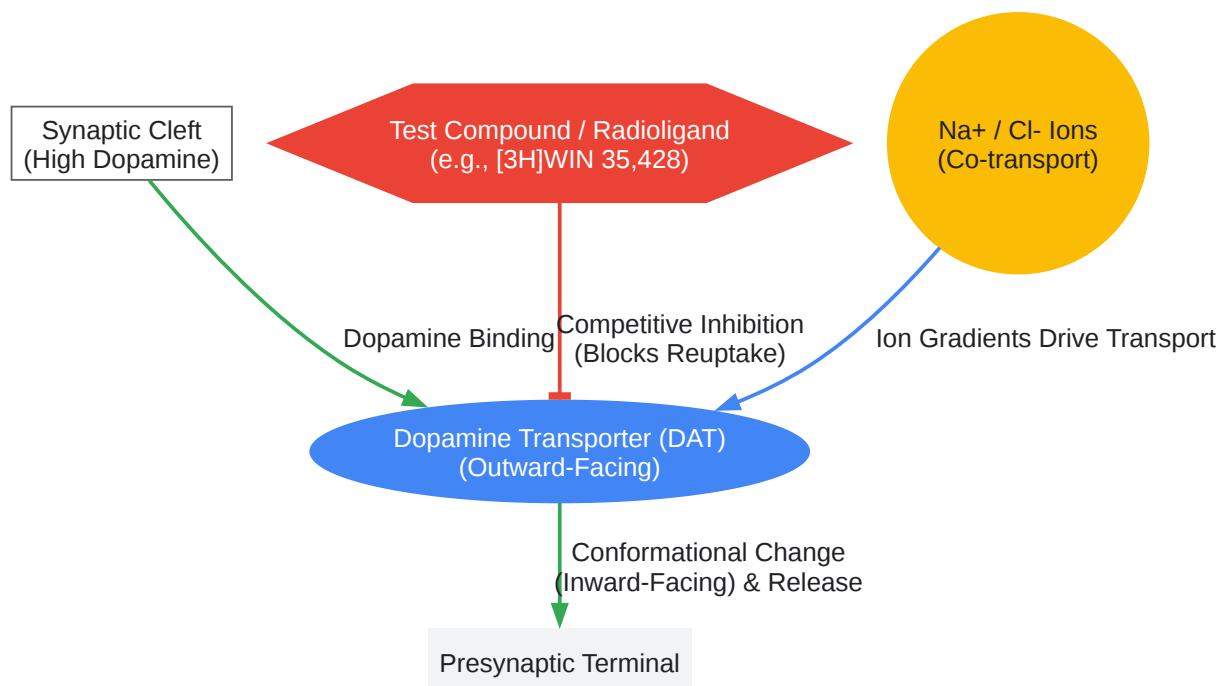 Synaptic Cleft
(High Dopamine)
Test Compound / Radioligand
(e.g., [3H]WIN 35,428)
Na+ / Cl- Ions
(Co-transport)
Dopamine Binding
Competitive Inhibition
(Blocks Reuptake)
Ion Gradients Drive Transport
Dopamine Transporter (DAT)
(Outward-Facing)
Conformational Change
(Inward-Facing) & Release
Presynaptic Terminal